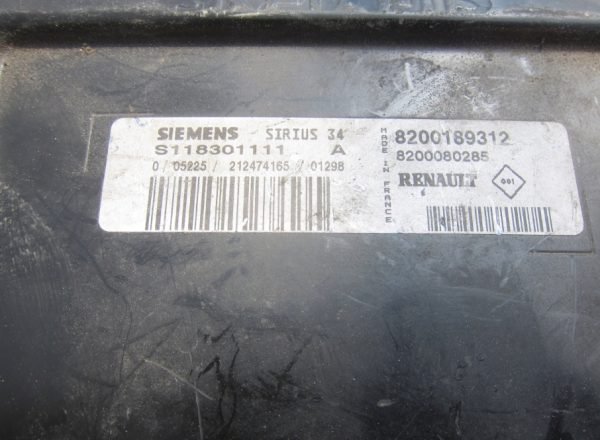 SIEMENS SIRIUS 34
S118301111 A
0 / 05225 / 212474165 / 01298
MADE IN FRANCE
8200189312
8200080285
RENAULT 001